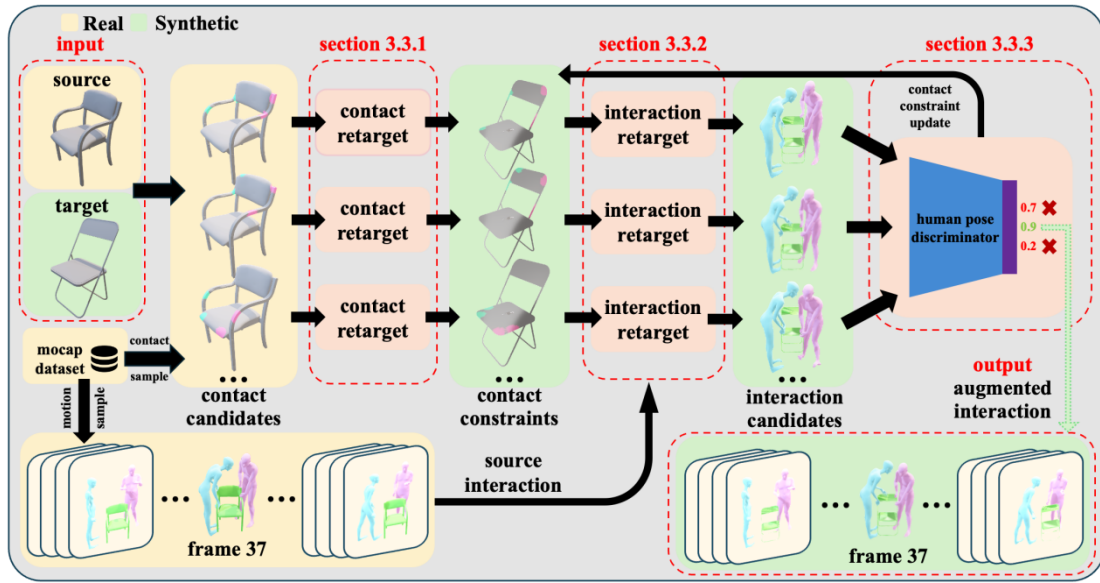 Real
Synthetic
input
section 3.3.1
section 3.3.2
section 3.3.3
source
target
contact
retarget
contact
retarget
contact
retarget
interaction
retarget
interaction
retarget
interaction
retarget
contact
constraint
update
human pose
discriminator
0.7
0.9
0.2
mocap
dataset
contact
sample
motion
sample
contact
candidates
contact
constraints
interaction
candidates
output
augmented
interaction
source
interaction
frame 37
frame 37